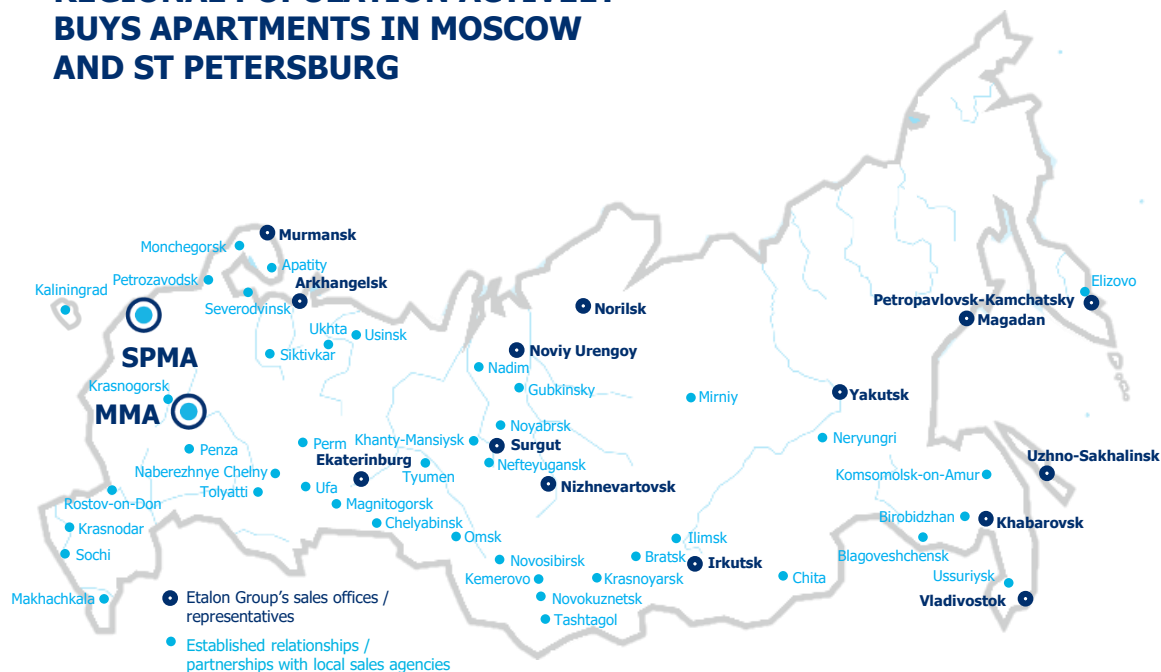 REGIONAL POPULATION ACTIVELY
BUYS APARTMENTS IN MOSCOW
AND ST PETERSBURG
Murmansk
Monchegorsk
Apatity
Petrozavodsk
Arkhangelsk
Kaliningrad
Severodvinsk
Elizovo
Petropavlovsk-Kamchatsky
Norilsk
Magadan
Ukhta
Usinsk
SPMA
Siktivkar
Noviy Urengoy
Nadim
Krasnogorsk
Gubkinsky
Mirniy
Yakutsk
MMA
Noyabrsk
Neryungri
Penza
Perm
Khanty-Mansiysk
Surgut
Uzhno-Sakhalinsk
Ekaterinburg
Nefteyugansk
Naberezhnye Chelny
Tyumen
Komsomolsk-on-Amur
Tolyatti
Ufa
Nizhnevartovsk
Rostov-on-Don
Magnitogorsk
Birobidzhan
Khabarovsk
Krasnodar
Chelyabinsk
Omsk
Ilimsk
Sochi
Novosibirsk
Bratsk
Irkutsk
Blagoveshchensk
Kemerovo
Krasnoyarsk
Chita
Ussuriysk
Makhachkala
Novokuznetsk
Vladivostok
Tashtagol
Etalon Group's sales offices /
representatives
Established relationships /
partnerships with local sales agencies